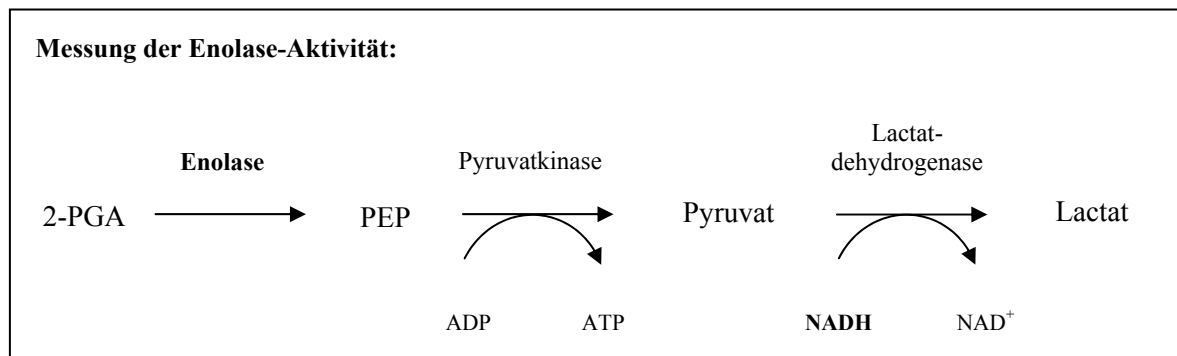 Messung der Enolase-Aktivität:
Lactat-
dehydrogenase
Enolase
Pyruvatkinase
2-PGA
PEP
Pyruvat
Lactat
ADP
ATP
NADH
NAD⁺